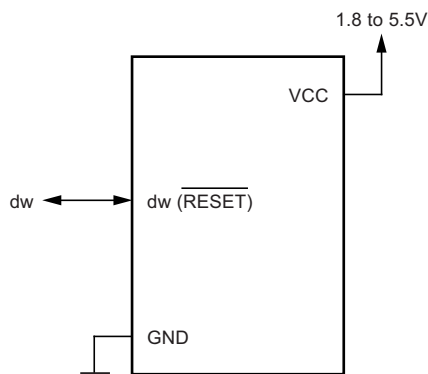 1.8 to 5.5V
VCC
dw
dw (RESET)
GND